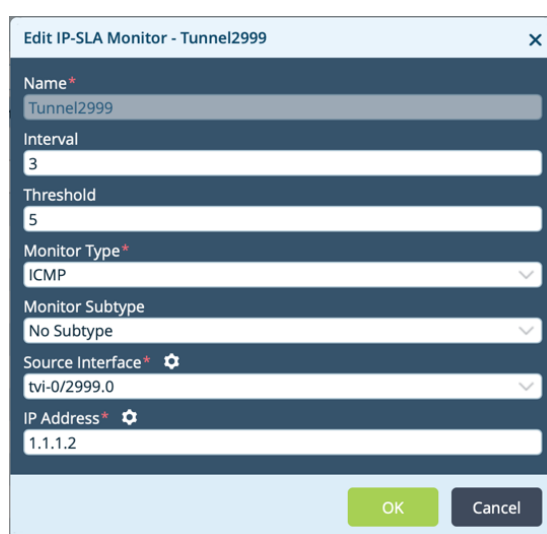 Edit IP-SLA Monitor - Tunnel2999
Name*
Tunnel2999
Interval
3
Threshold
5
Monitor Type*
ICMP
Monitor Subtype
No Subtype
Source Interface*
tvi-0/2999.0
IP Address*
1.1.1.2
OK Cancel